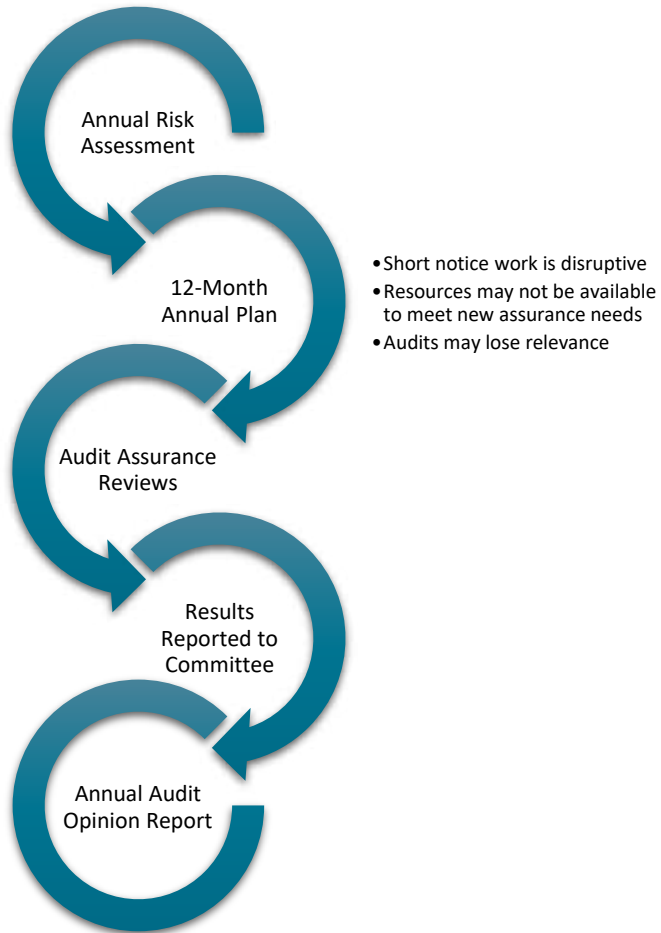 Annual Risk
Assessment
12-Month
Annual Plan
•Short notice work is disruptive
•Resources may not be available
to meet new assurance needs
•Audits may lose relevance
Audit Assurance
Reviews
Results
Reported to
Committee
Annual Audit
Opinion Report